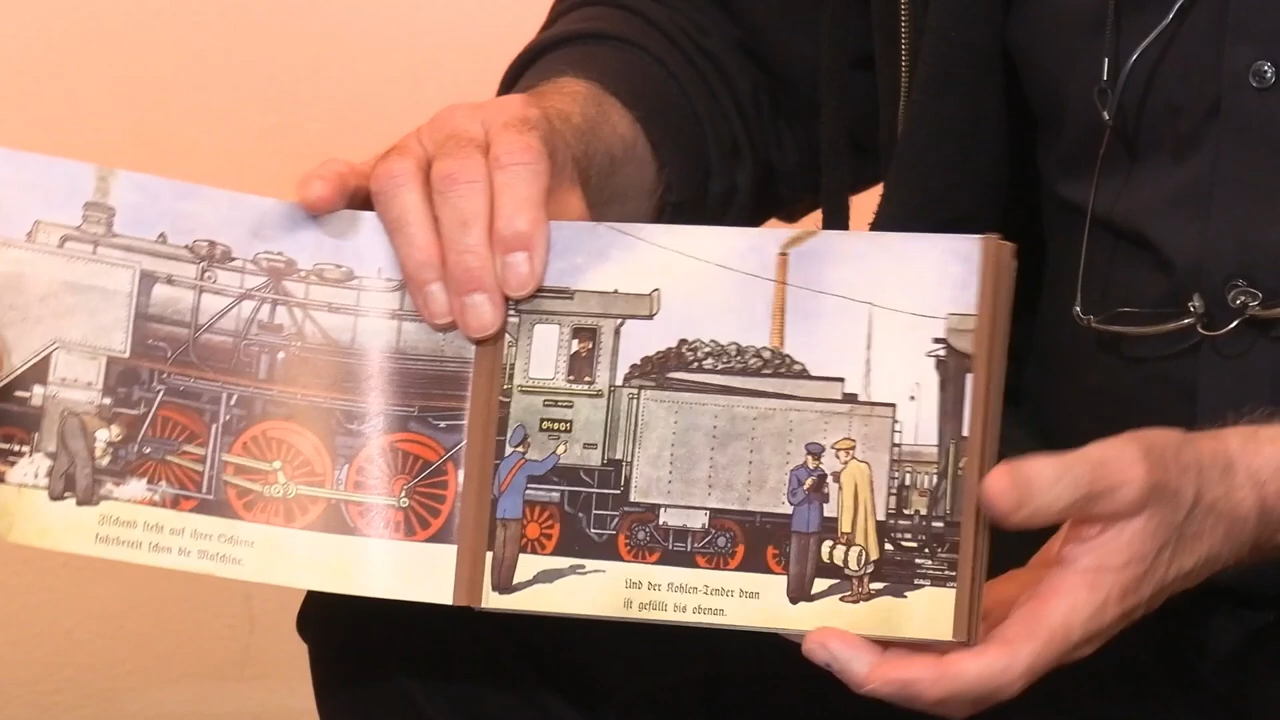 Zischend steht auf ihrer Schiene
fahrbereit schon die Maschine.
04001
Und der Kohlen-Tender dran
ist gefüllt bis obenan.